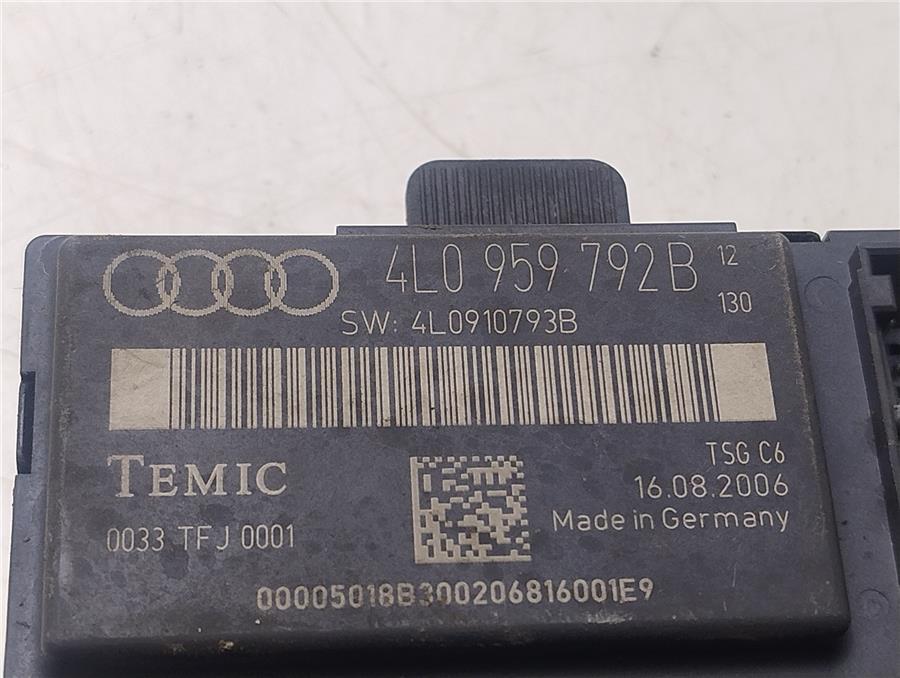 4L0 959 792B 12
130
SW: 4L0910793B
TEMIC
TSG C6
16.08.2006
0033 TFJ 0001
Made in Germany
00005018B300206816001E9